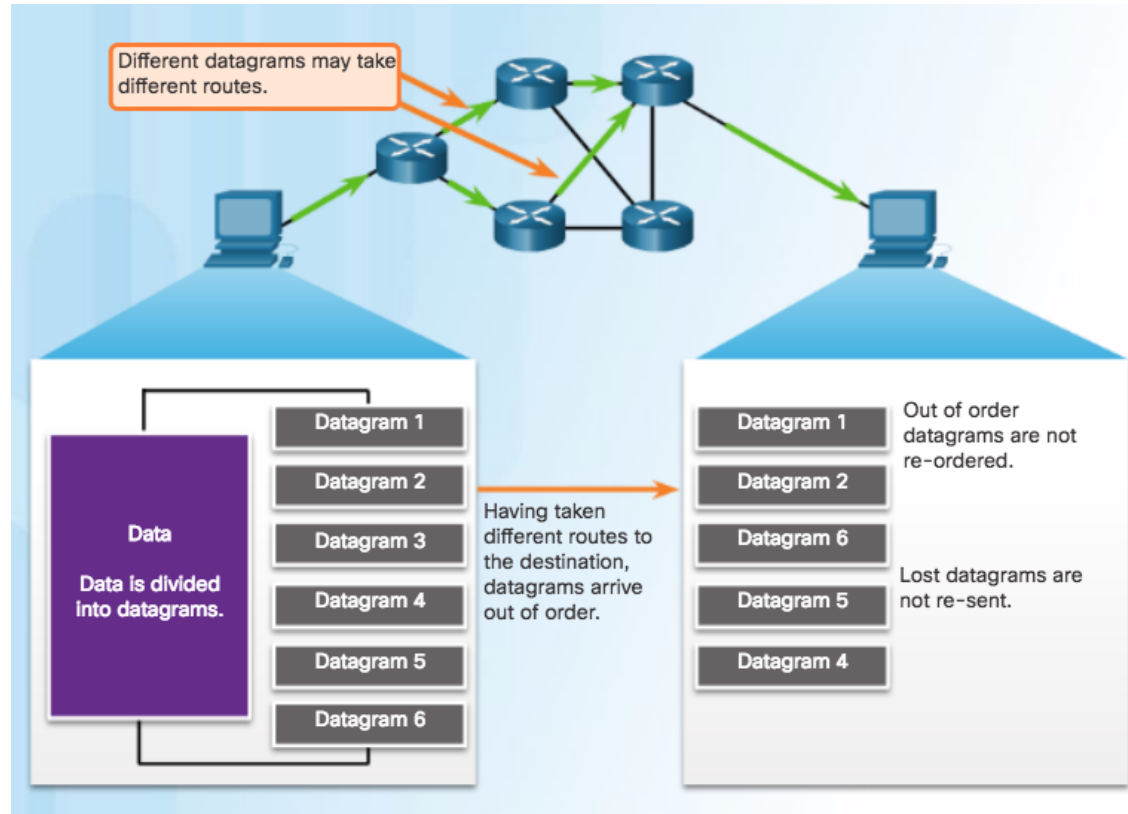 Different datagrams may take
different routes.
Data
Data is divided
into datagrams.
Datagram 1
Datagram 2
Datagram 3
Datagram 4
Datagram 5
Datagram 6
Having taken
different routes to
the destination,
datagrams arrive
out of order.
Datagram 1
Datagram 2
Datagram 6
Datagram 5
Datagram 4
Out of order
datagrams are not
re-ordered.
Lost datagrams are
not re-sent.